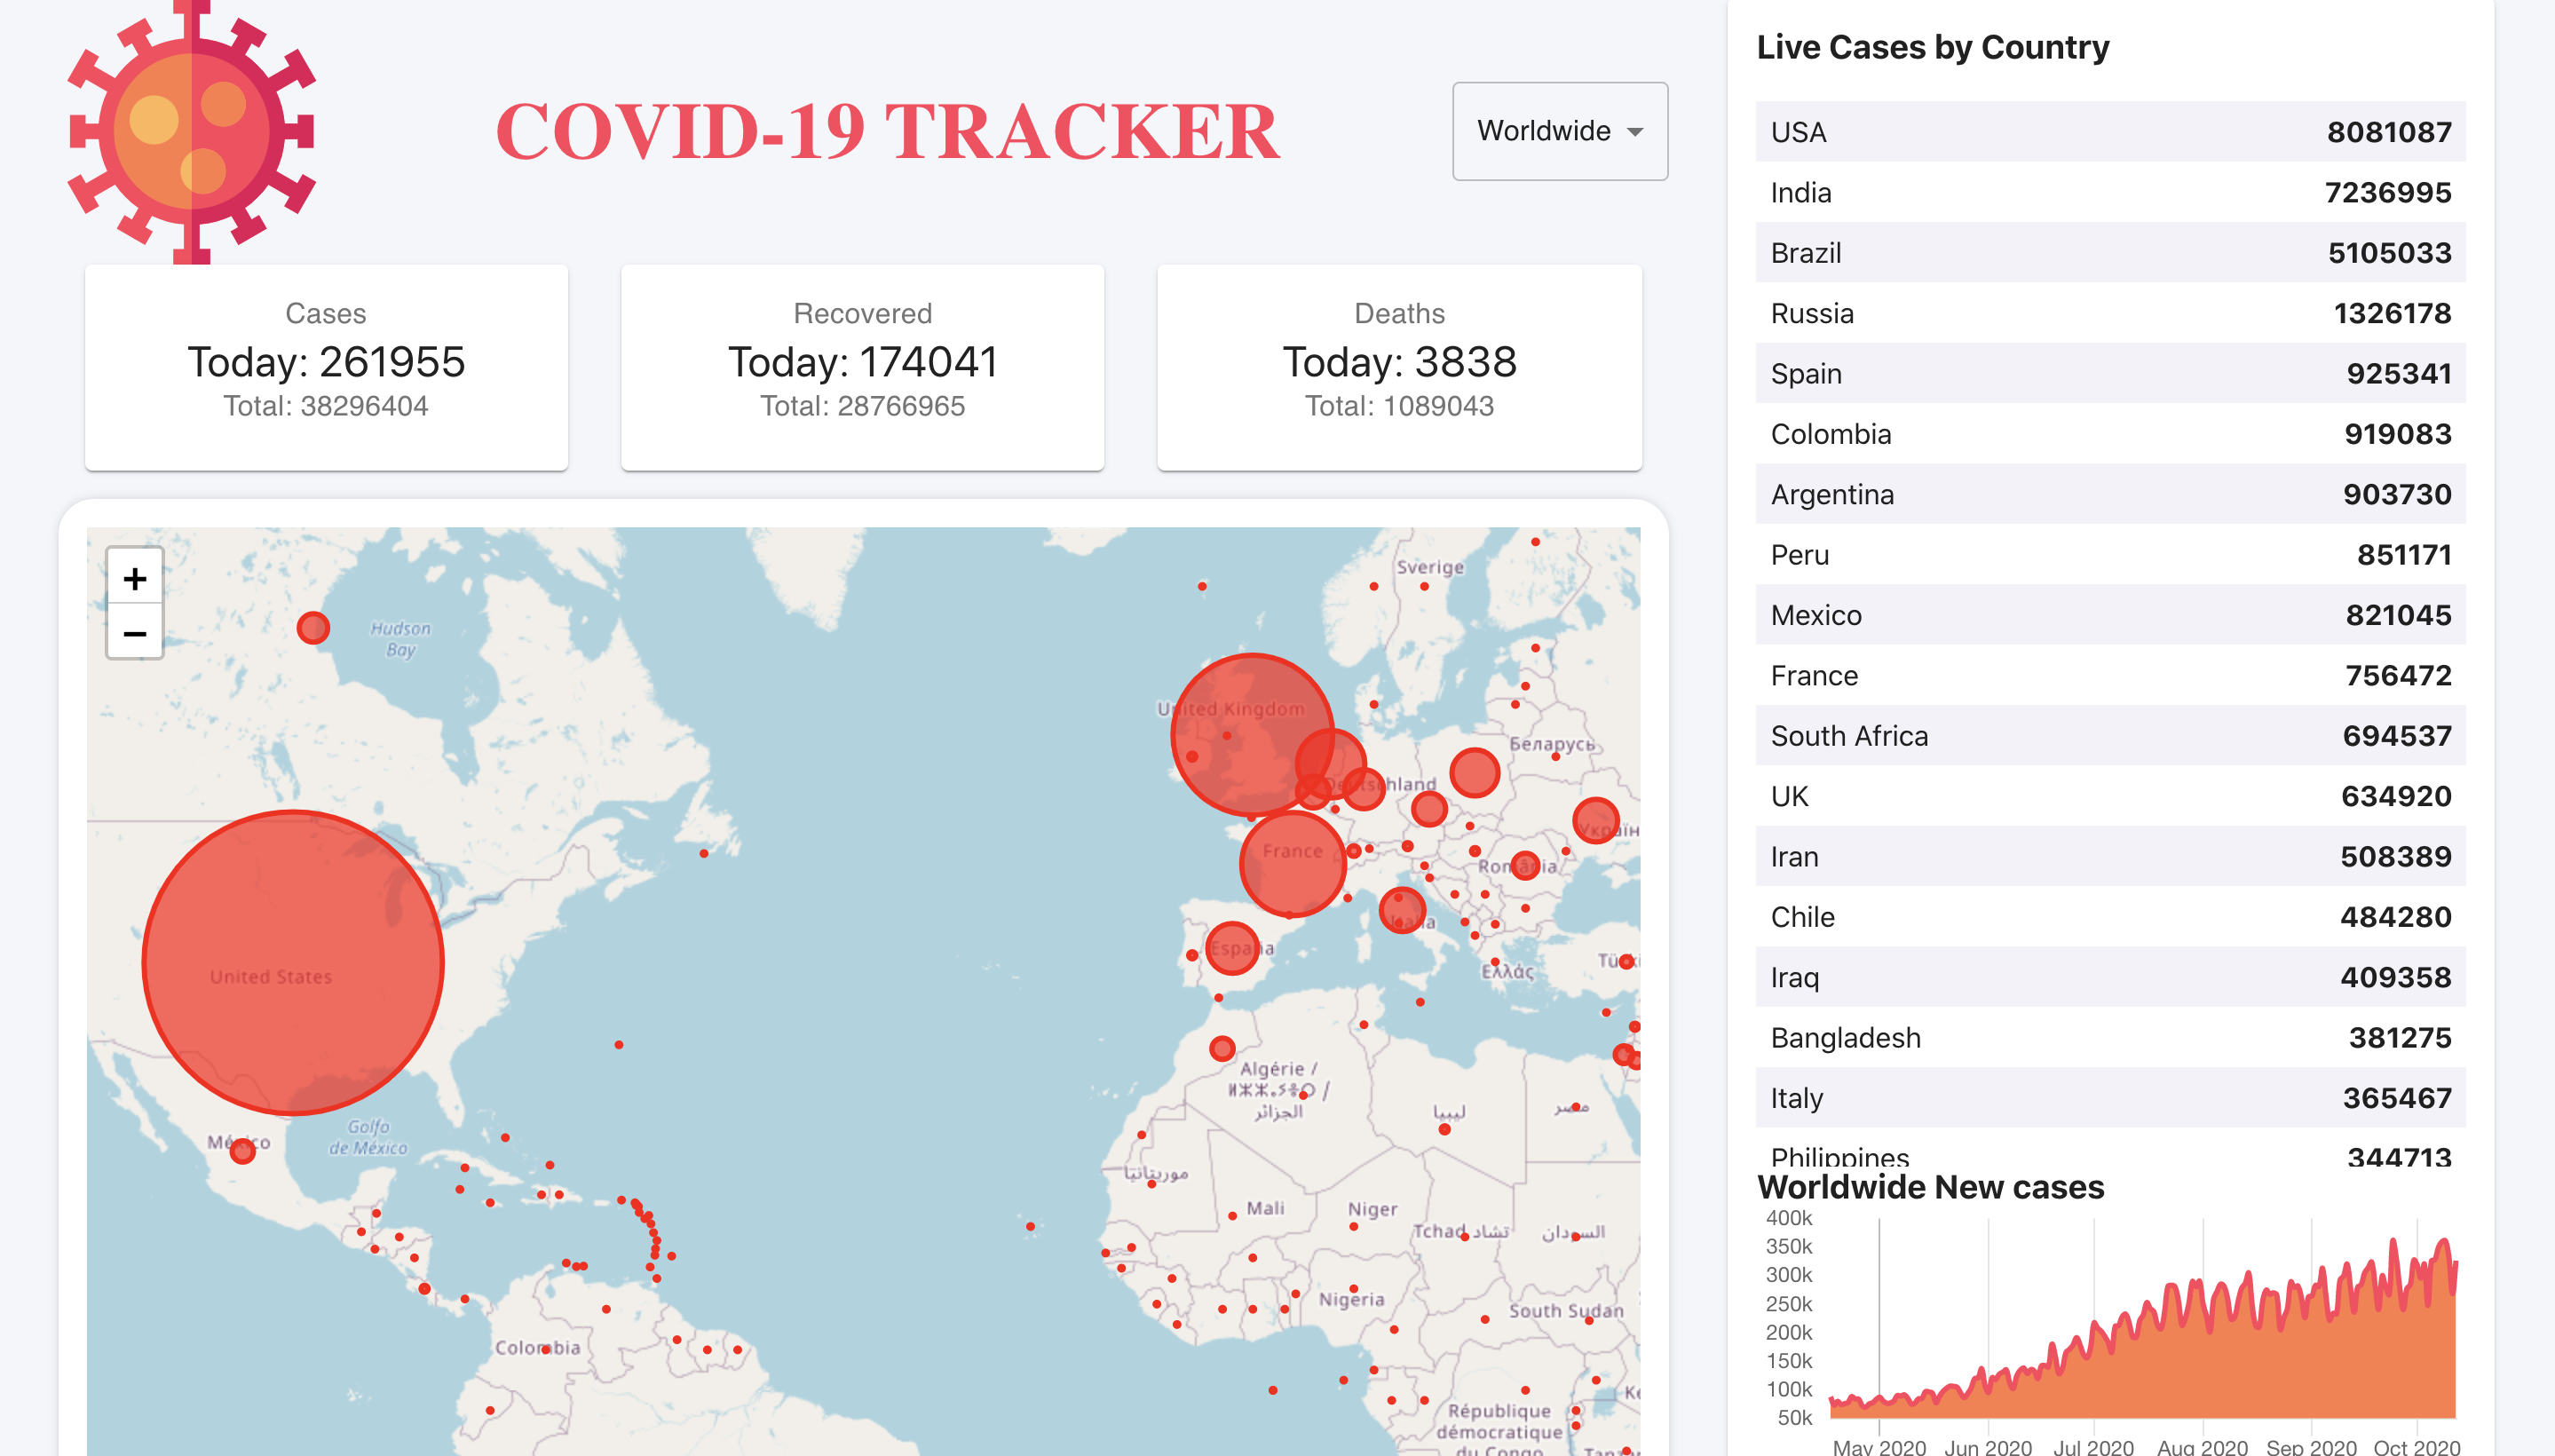 COVID-19 TRACKER
Worldwide
Cases
Today: 261955
Total: 38296404
Recovered
Today: 174041
Total: 28766965
Deaths
Today: 3838
Total: 1089043
+
−
Hudson
Bay
Sverige
United Kingdom
Беларусь
Deutschland
Україн
France
România
Italia
España
Ελλάς
United States
Algérie /
ⵍⵣⵣⴰⵢⴻⵔ /
الجزائر
ليبيا
مصر
México
Golfo
de México
موريتانيا
Mali
Niger
Tchad تشاد
السودان
Nigeria
South Sudan
Colombia
République
démocratique
du Congo
Live Cases by Country
USA 8081087
India 7236995
Brazil 5105033
Russia 1326178
Spain 925341
Colombia 919083
Argentina 903730
Peru 851171
Mexico 821045
France 756472
South Africa 694537
UK 634920
Iran 508389
Chile 484280
Iraq 409358
Bangladesh 381275
Italy 365467
Philippines 344713
Worldwide New cases
400k
350k
300k
250k
200k
150k
100k
50k
May 2020 Jun 2020 Jul 2020 Aug 2020 Sep 2020 Oct 2020